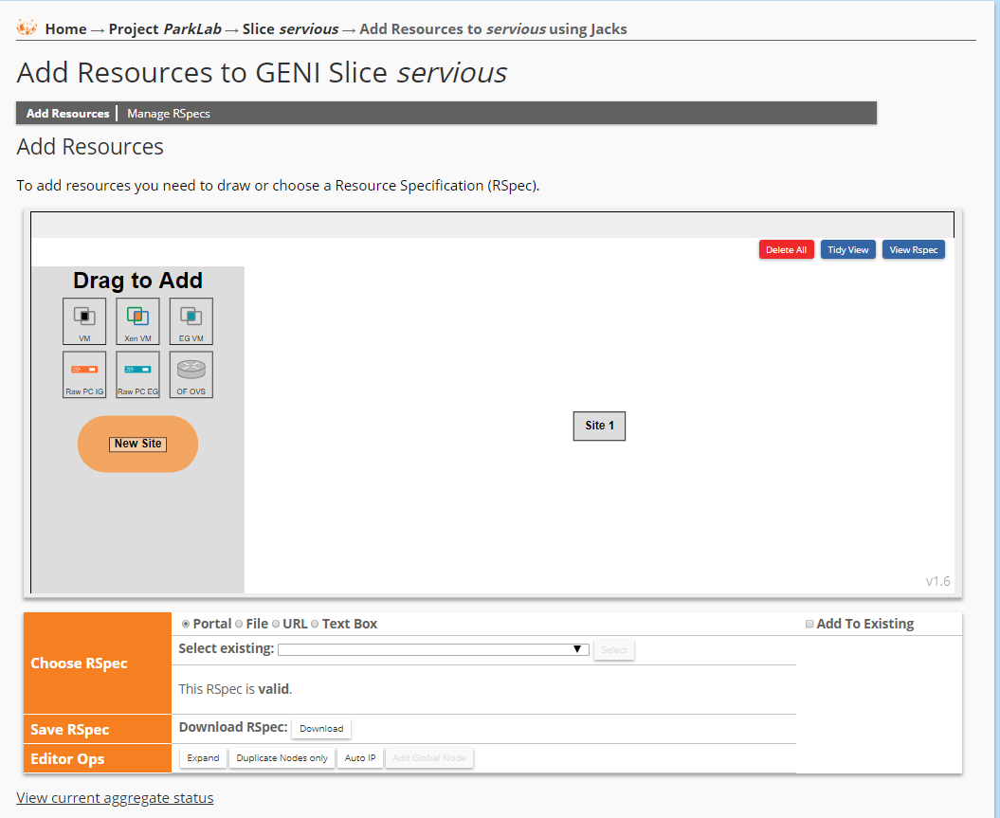 Home → Project ParkLab → Slice servious → Add Resources to servious using Jacks
Add Resources to GENI Slice servious
Add Resources | Manage RSpecs
Add Resources
To add resources you need to draw or choose a Resource Specification (RSpec).
Delete All Tidy View View Rspec
Drag to Add
VM Xen VM EG VM
Raw PC IG Raw PC EG OF OVS
Site 1
New Site
v1.6
Choose RSpec
Portal File URL Text Box Add To Existing
Select existing: Select
This RSpec is valid.
Save RSpec Download RSpec: Download
Editor Ops Expand Duplicate Nodes only Auto IP Add Global Node
View current aggregate status